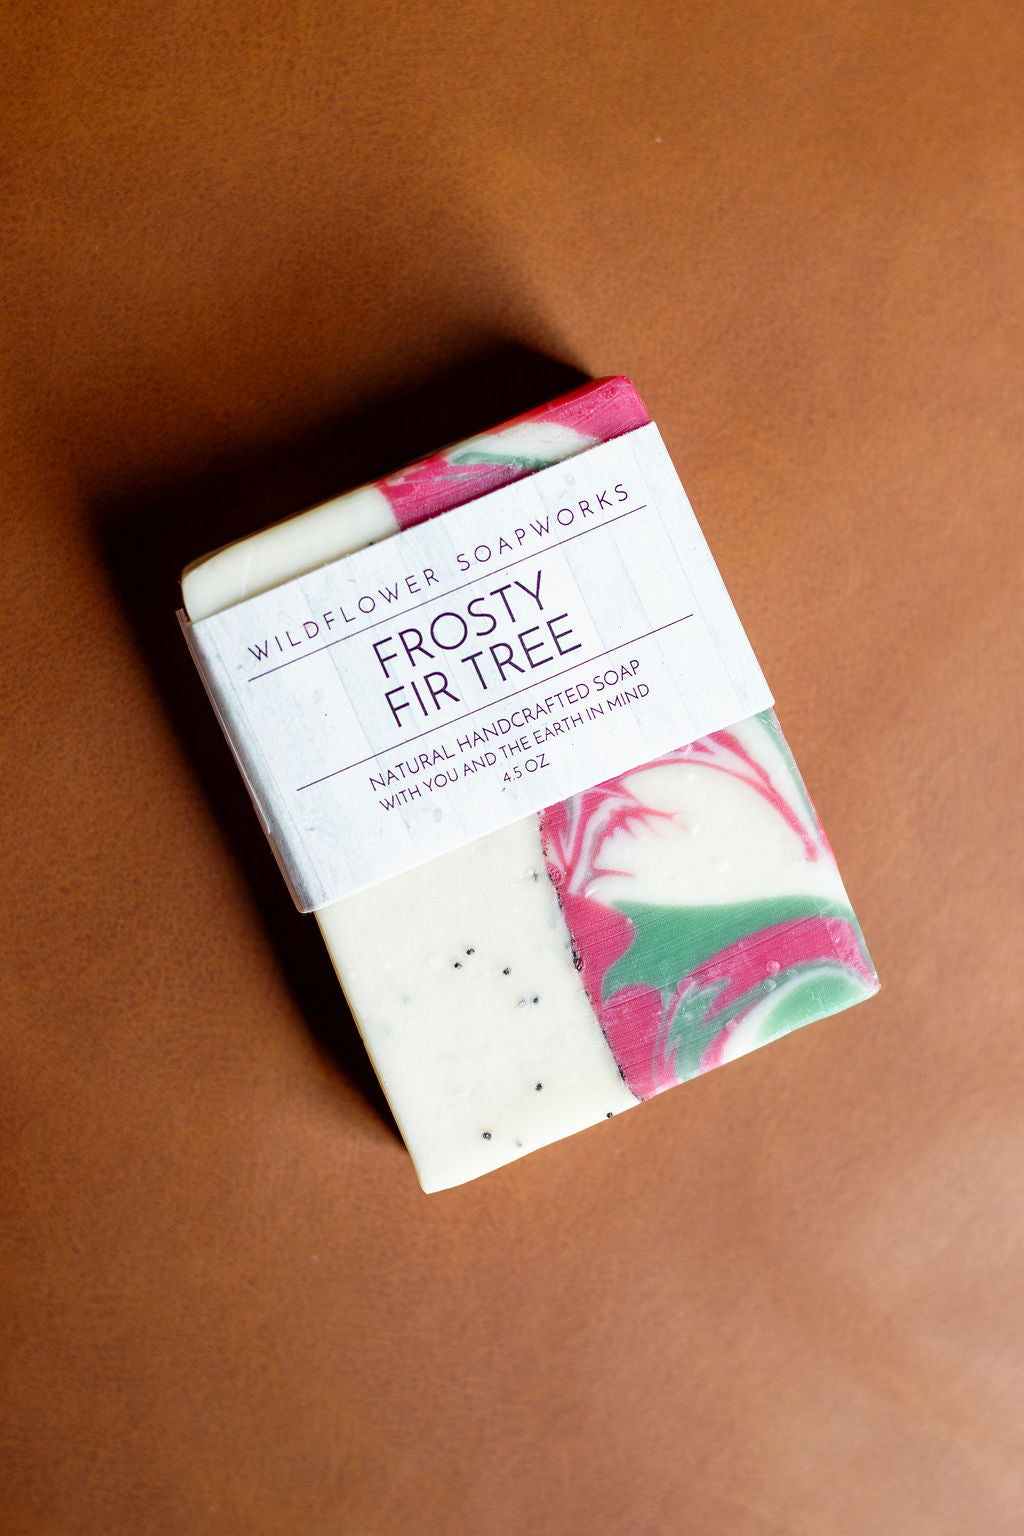 WILDFLOWER SOAPWORKS
FROSTY
FIR TREE
NATURAL HANDCRAFTED SOAP
WITH YOU AND THE EARTH IN MIND
4.5 OZ